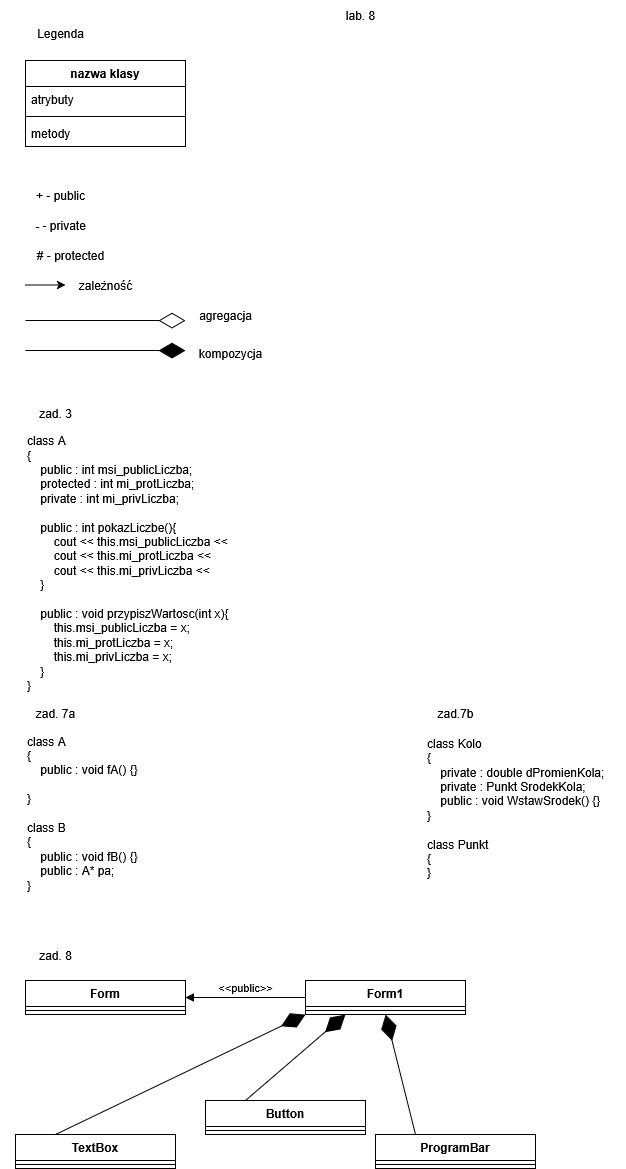 lab. 8
Legenda
nazwa klasy
atrybuty
metody
+ - public
- - private
# - protected
zależność
agregacja
kompozycja
zad. 3
class A
{
public : int msi_publicLiczba;
protected : int mi_protLiczba;
private : int mi_privLiczba;
public : int pokazLiczbe(){
cout << this.msi_publicLiczba <<
cout << this.mi_protLiczba <<
cout << this.mi_privLiczba <<
}
public : void przypiszWartosc(int x){
this.msi_publicLiczba = x;
this.mi_protLiczba = x;
this.mi_privLiczba = x;
}
}
zad. 7a
class A
{
public : void fA() {}
}
class B
{
public : void fB() {}
public : A* pa;
}
zad.7b
class Kolo
{
private : double dPromienKola;
private : Punkt SrodekKola;
public : void WstawSrodek() {}
}
class Punkt
{
}
zad. 8
Form
<<public>>
Form1
Button
TextBox
ProgramBar